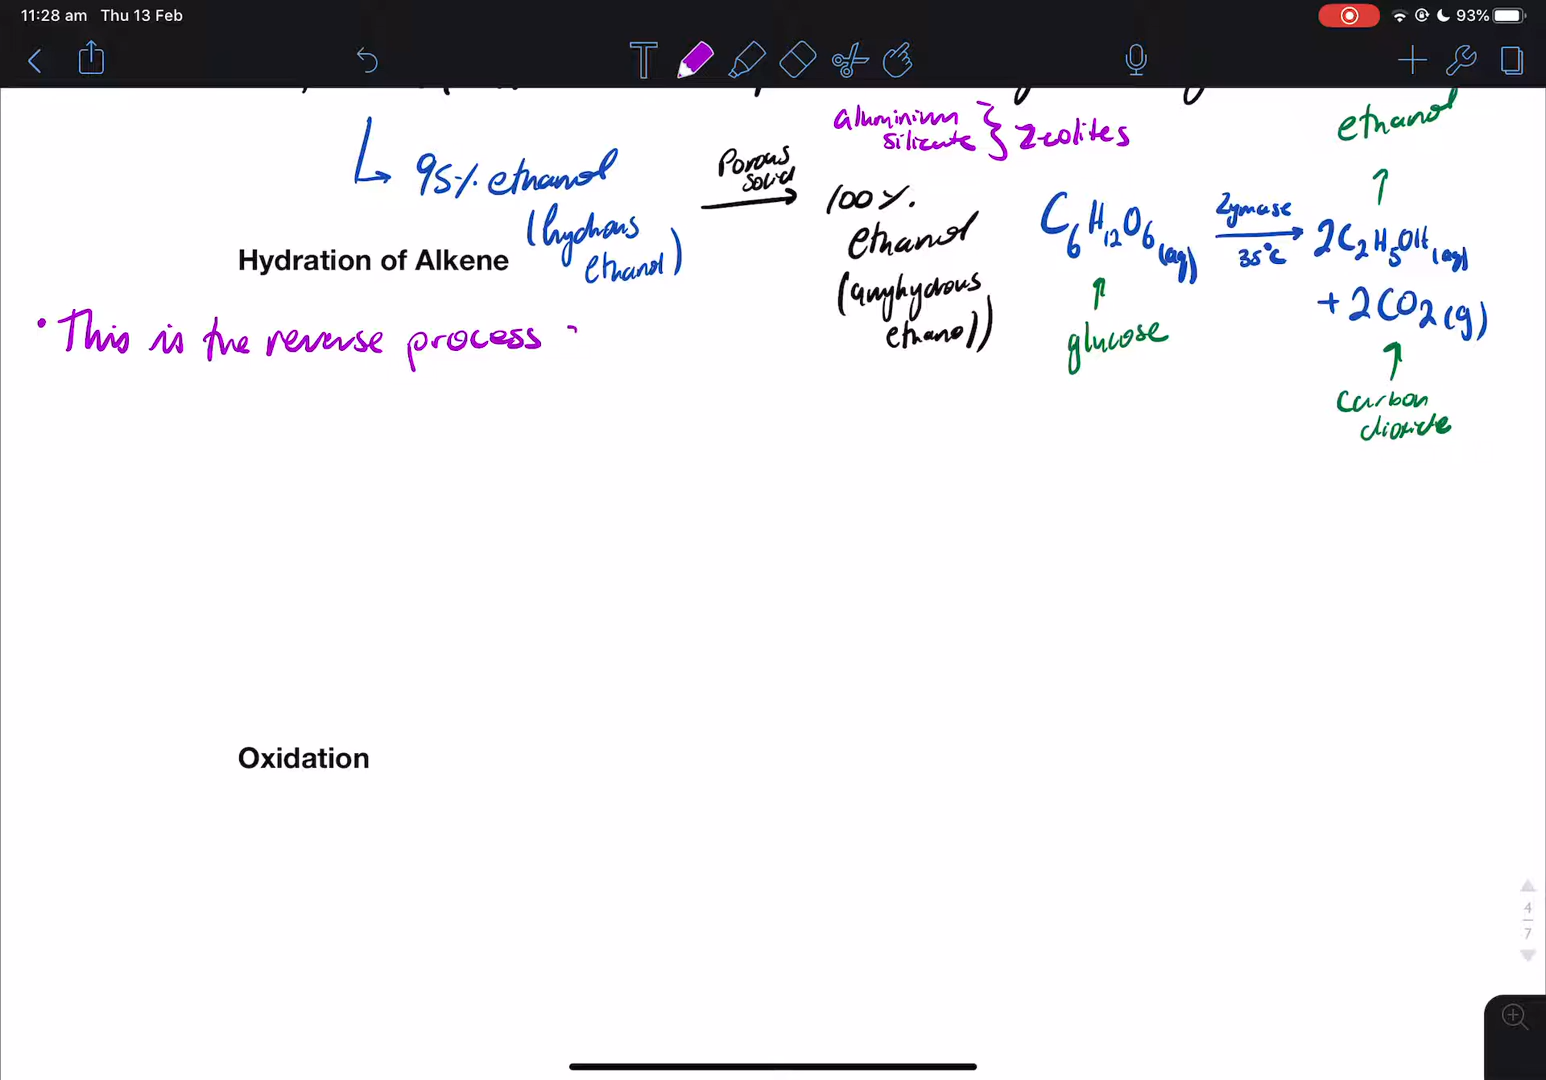 11:28 am Thu 13 Feb
93%
T
aluminium
silicate } Zeolites
ethanol
95% ethanol
(hydrous
ethanol)
Porous
solid
100%
ethanol
(anyhydrous
ethanol))
C6H12O6(aq)
Zymase
35°C
2C2H5OH(aq)
+ 2CO2(g)
glucose
carbon
dioxide
Hydration of Alkene
• This is the reverse process
Oxidation
4
7